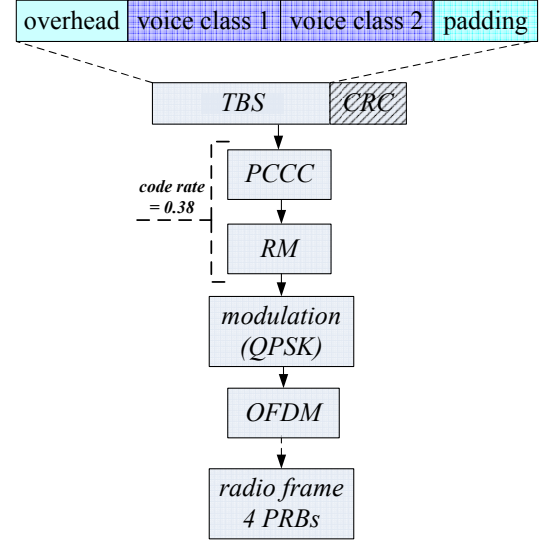 overhead voice class 1 voice class 2 padding
TBS CRC
PCCC
code rate
= 0.38
RM
modulation
(QPSK)
OFDM
radio frame
4 PRBs